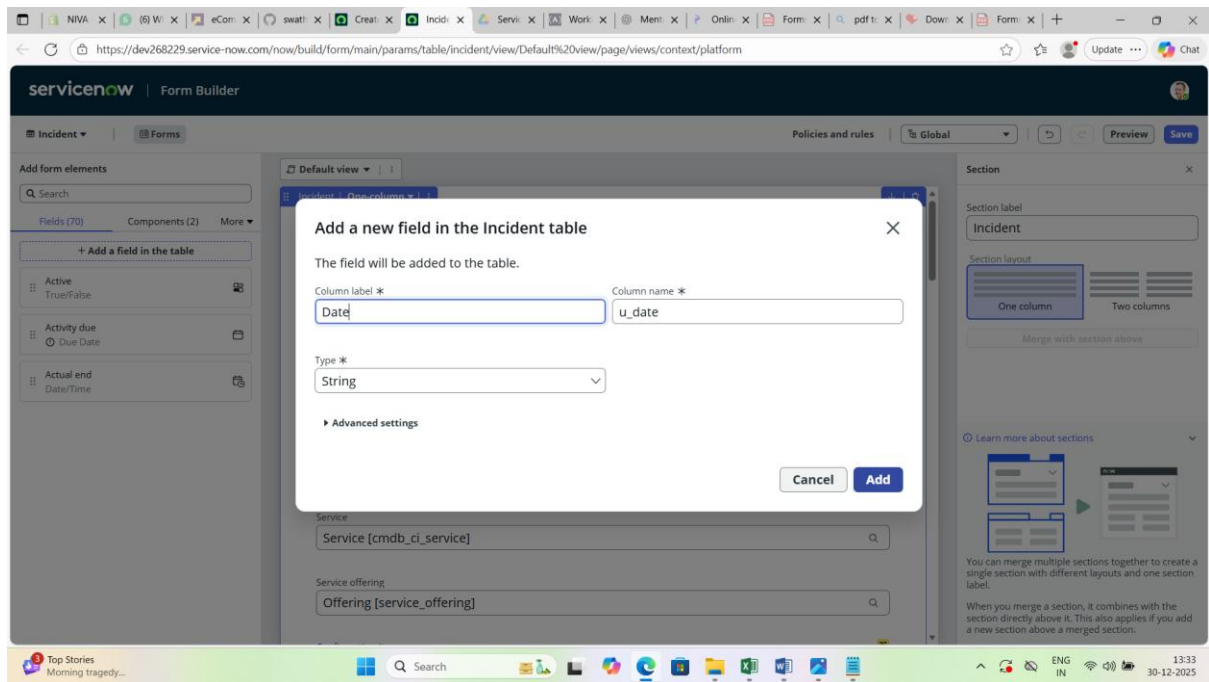 NIVA
(6) W
eCom
swath
Creat
Incide
Servic
Work
Ment
Onlin
Form
pdf to
Down
Form
https://dev268229.service-now.com/now/build/form/main/params/table/incident/view/Default%20view/page/views/context/platform
Update
Chat
servicenow | Form Builder
Incident
Forms
Policies and rules
Global
Preview
Save
Add form elements
Search
Fields (70) Components (2) More
+ Add a field in the table
Active
True/False
Activity due
Due Date
Actual end
Date/Time
Default view
Incident One-column
Add a new field in the Incident table
The field will be added to the table.
Column label *
Date
Column name *
u_date
Type *
String
Advanced settings
Cancel
Add
Service
Service [cmdb_ci_service]
Service offering
Offering [service_offering]
Section
Section label
Incident
Section layout
One column
Two columns
Merge with section above
Learn more about sections
You can merge multiple sections together to create a
single section with different layouts and one section
label.
When you merge a section, it combines with the
section directly above it. This also applies if you add
a new section above a merged section.
3
Top Stories
Morning tragedy...
Search
ENG
IN
13:33
30-12-2025